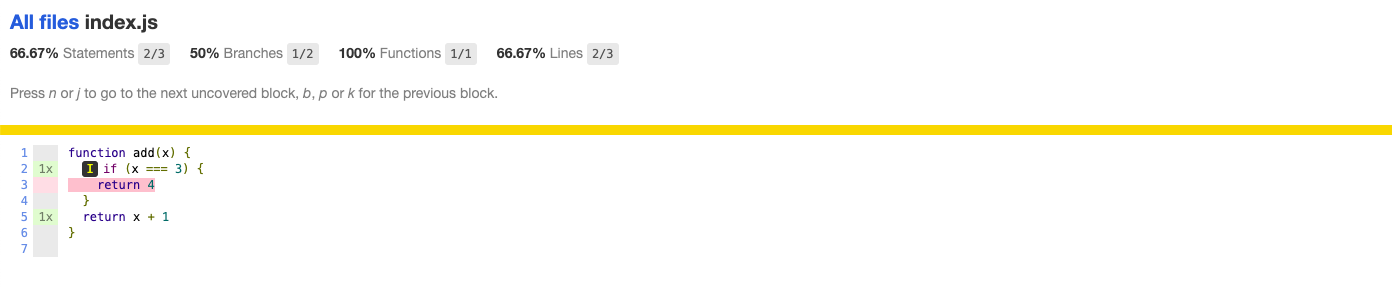 All files index.js
66.67% Statements 2/3 50% Branches 1/2 100% Functions 1/1 66.67% Lines 2/3
Press n or j to go to the next uncovered block, b, p or k for the previous block.
1 function add(x) {
2 1x I if (x === 3) {
3 return 4
4 }
5 1x return x + 1
6 }
7